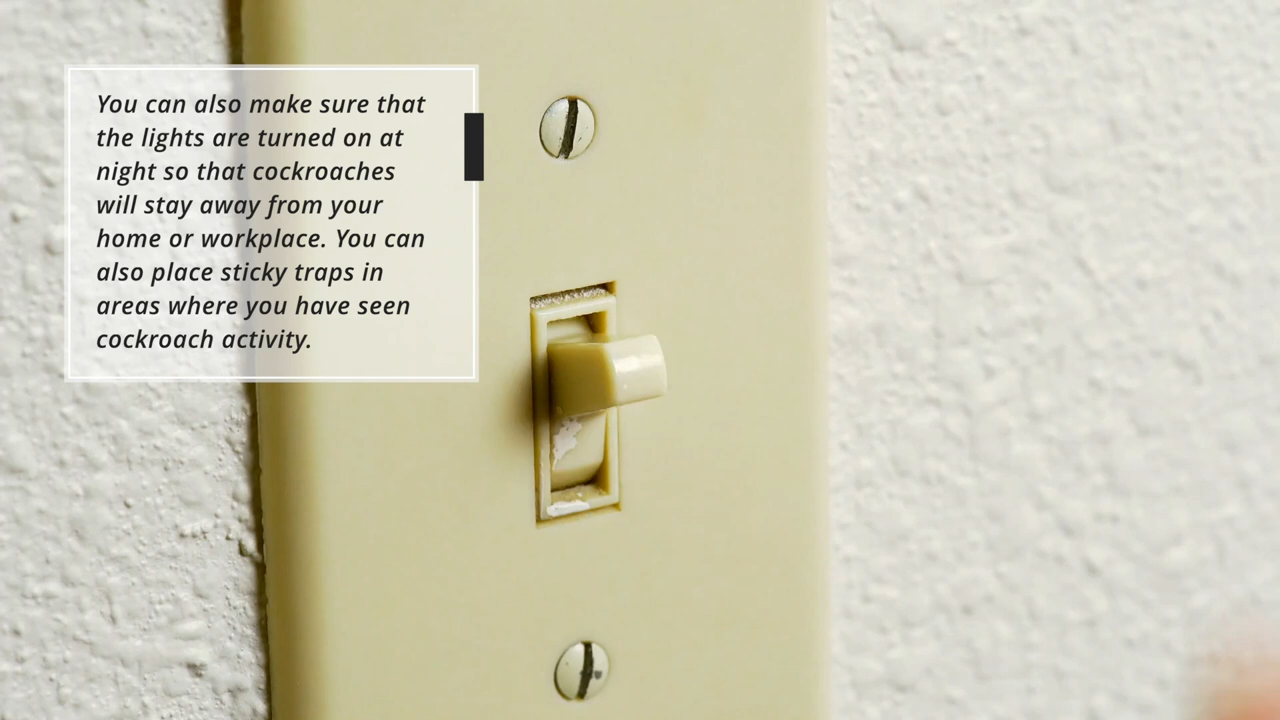 You can also make sure that
the lights are turned on at
night so that cockroaches
will stay away from your
home or workplace. You can
also place sticky traps in
areas where you have seen
cockroach activity.